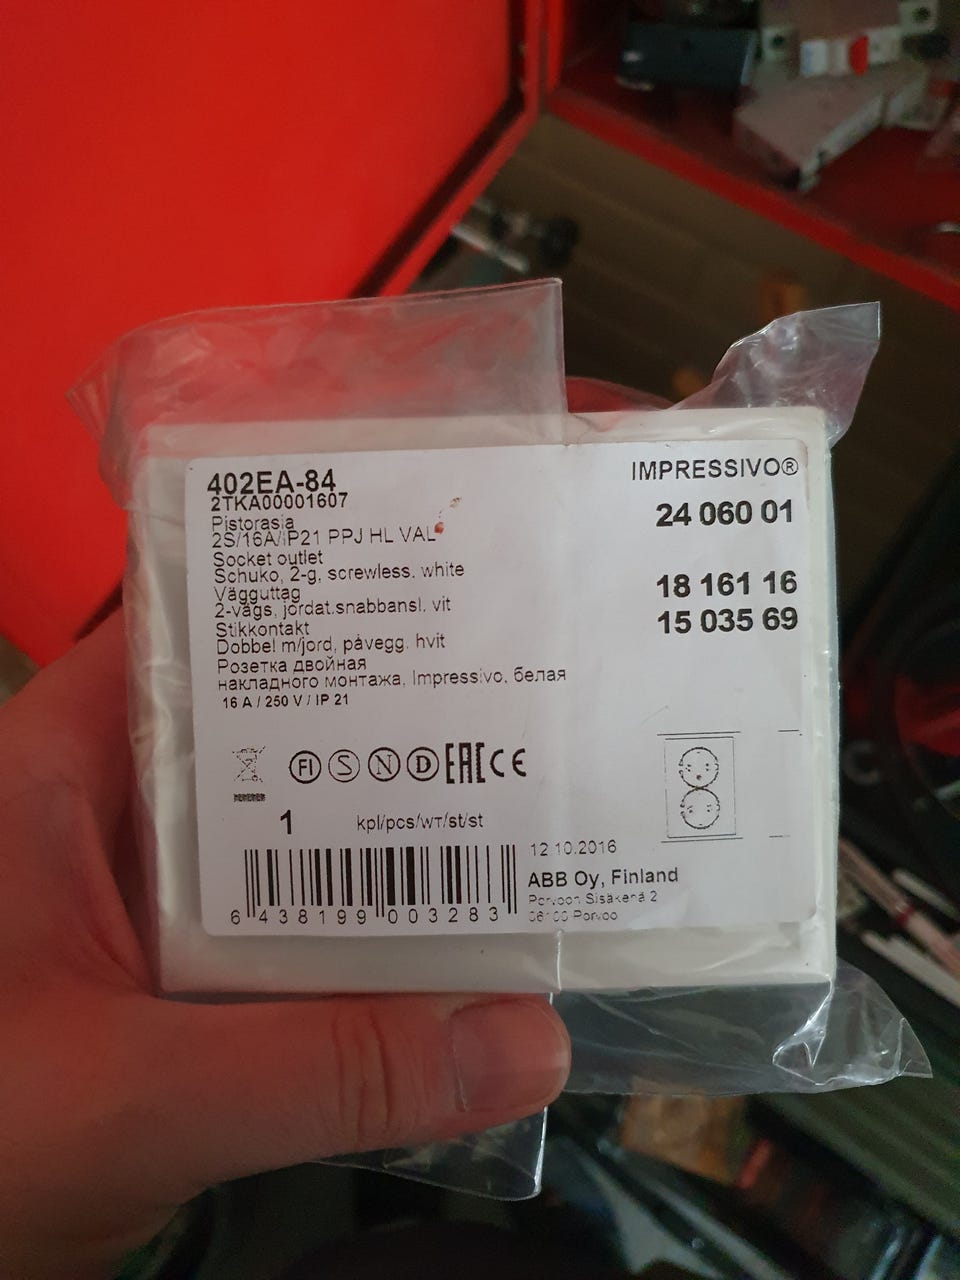 402EA-84
2TKA00001607
Pistorasia
2S/16A/IP21 PPJ HL VAL
Socket outlet
Schuko, 2-g, screwless. white
Vägguttag
2-vägs, jordat.snabbansl. vit
Stikkontakt
Dobbel m/jord, påvegg. hvit
Розетка двойная
накладного монтажа, Impressivo, белая
16 A / 250 V / IP 21
IMPRESSIVO®
24 060 01
18 161 16
15 035 69
FI S N D EAC CE
1 kpl/pcs/шт/st/st
6 438199 003283
12.10.2016
ABB Oy, Finland
Porvoon Sisäkehä 2
06100 Porvoo